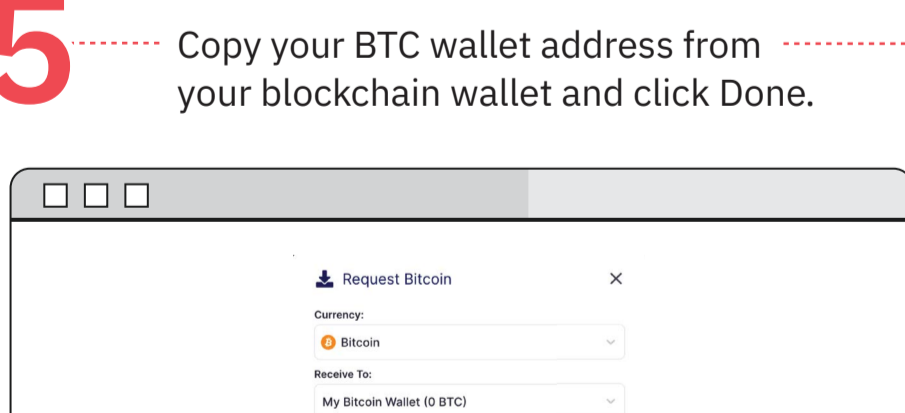 5
Copy your BTC wallet address from
your blockchain wallet and click Done.
Request Bitcoin
Currency:
Bitcoin
Receive To:
My Bitcoin Wallet (0 BTC)